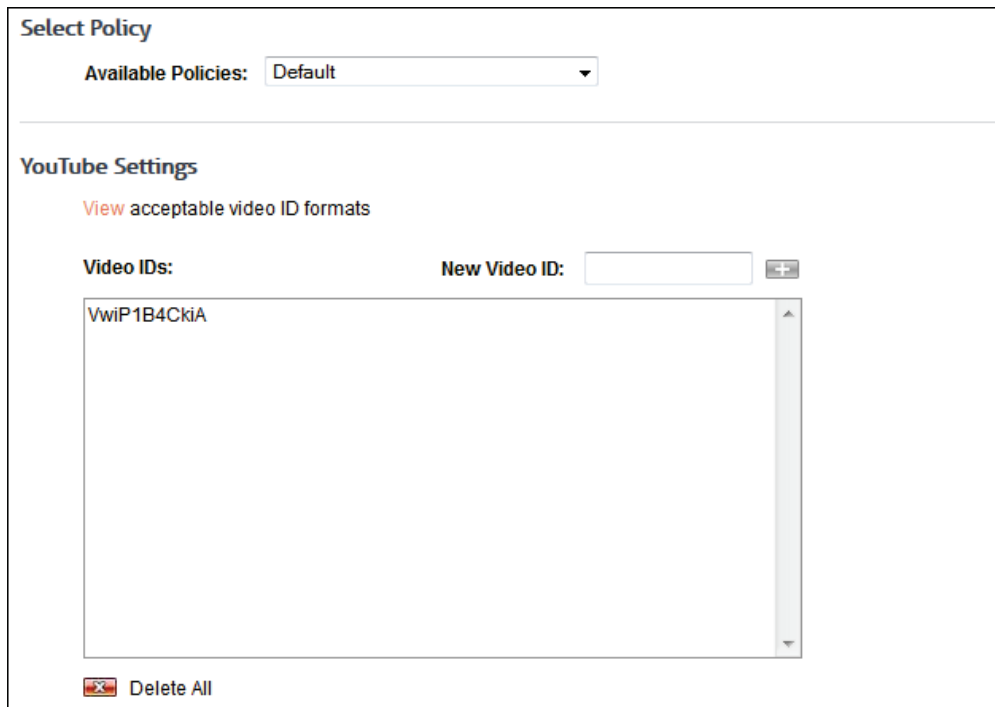 Select Policy
Available Policies: Default
YouTube Settings
View acceptable video ID formats
Video IDs: New Video ID:
VwiP1B4CkiA
Delete All